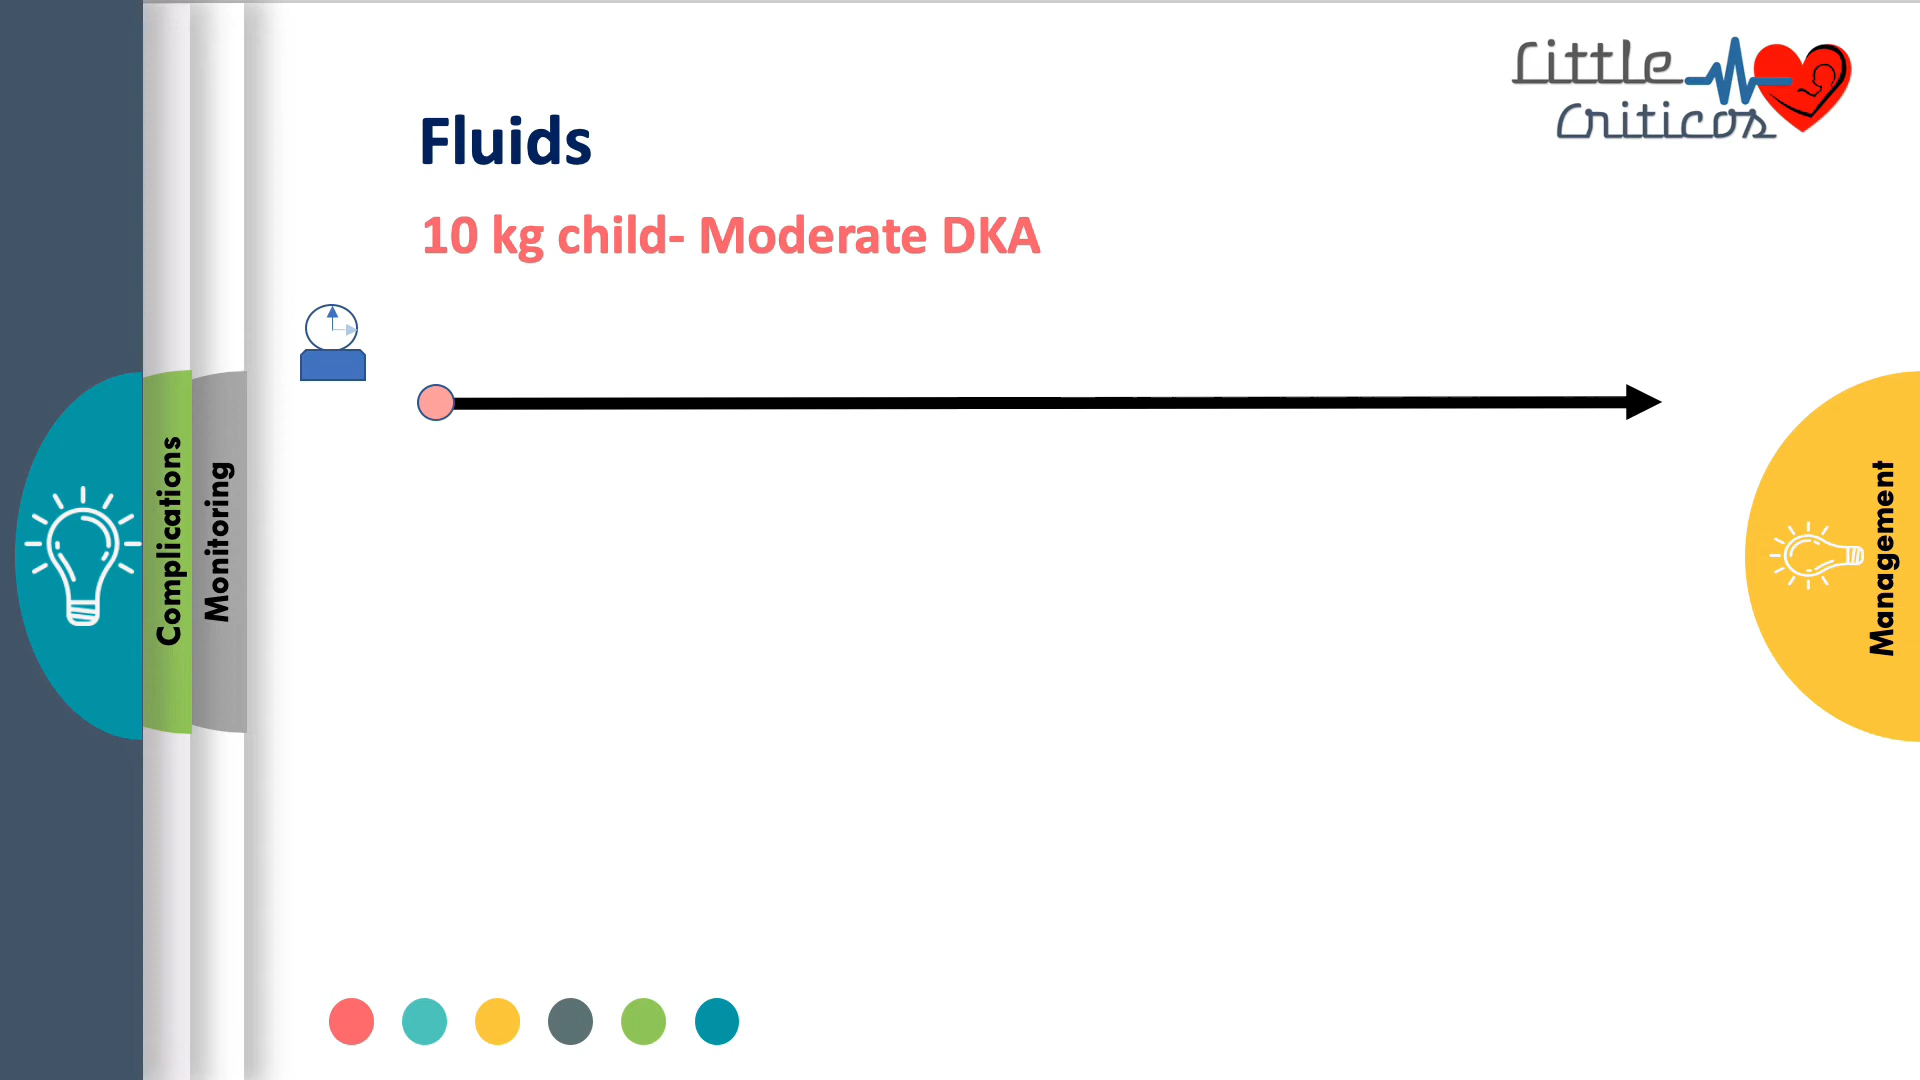 Little
Criticos
Fluids
10 kg child- Moderate DKA
Complications
Monitoring
Management